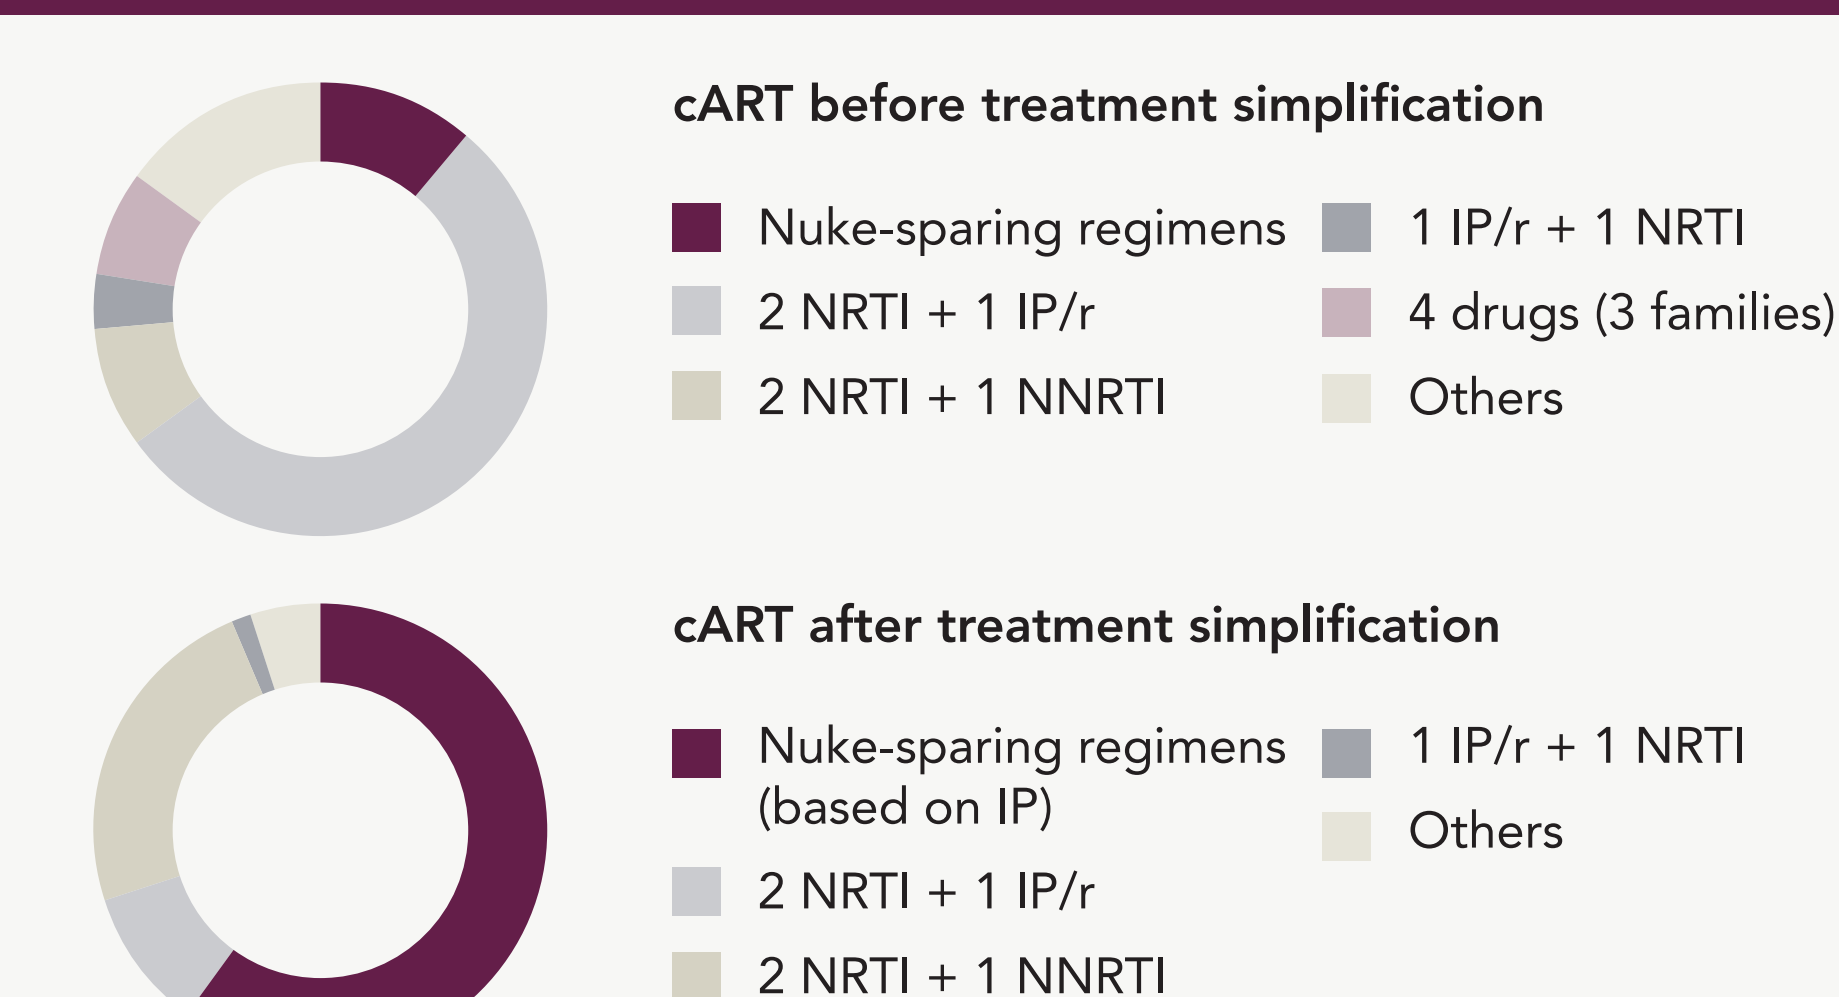 cART before treatment simplification
Nuke-sparing regimens
2 NRTI + 1 IP/r
2 NRTI + 1 NNRTI
1 IP/r + 1 NRTI
4 drugs (3 families)
Others
cART after treatment simplification
Nuke-sparing regimens
(based on IP)
2 NRTI + 1 IP/r
2 NRTI + 1 NNRTI
1 IP/r + 1 NRTI
Others